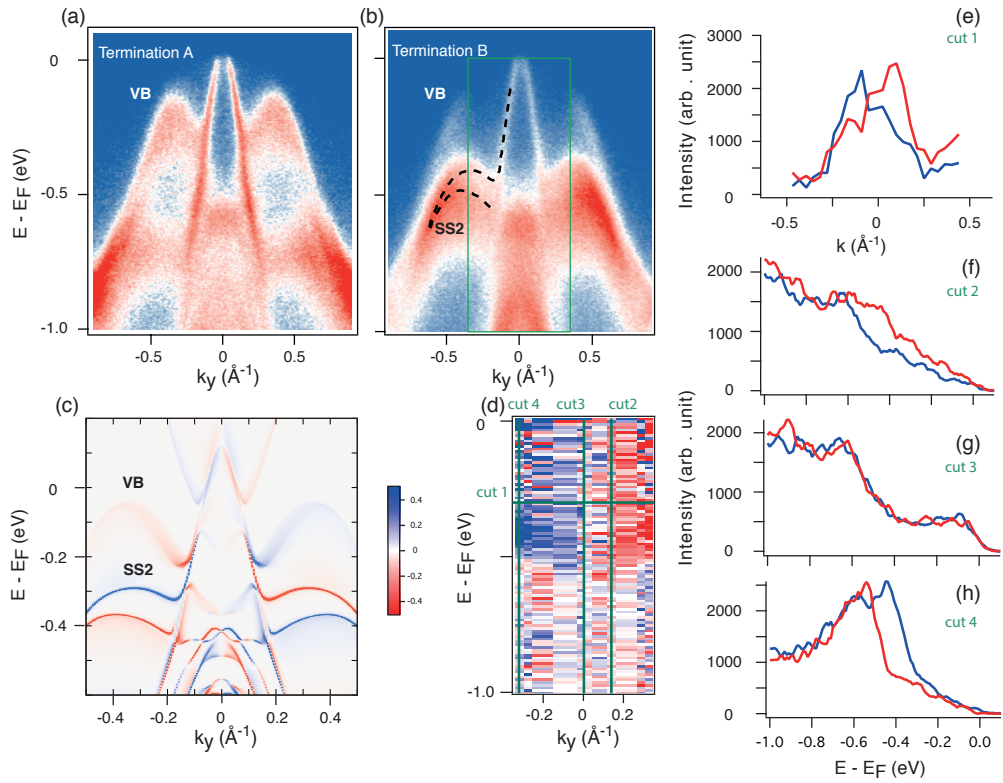 (a)
Termination A
VB
0
-0.5
-1.0
E - EF (eV)
-0.5
0
0.5
ky (Å-1)
(b)
Termination B
VB
SS2
-0.5
0
0.5
ky (Å-1)
(c)
VB
SS2
0
-0.2
-0.4
E - EF (eV)
-0.4
-0.2
0
0.2
0.4
ky (Å-1)
0.4
0.2
0
-0.2
-0.4
(d)
cut 4
cut3
cut2
cut 1
0
-1.0
E - EF (eV)
-0.2
0.2
ky (Å-1)
(e)
cut 1
3000
2000
1000
0
Intensity (arb. unit)
-0.5
0
0.5
k (Å-1)
(f)
cut 2
2000
1000
0
(g)
cut 3
2000
1000
0
Intensity (arb . unit)
(h)
cut 4
2000
1000
0
-1.0
-0.8
-0.6
-0.4
-0.2
0.0
E - EF (eV)